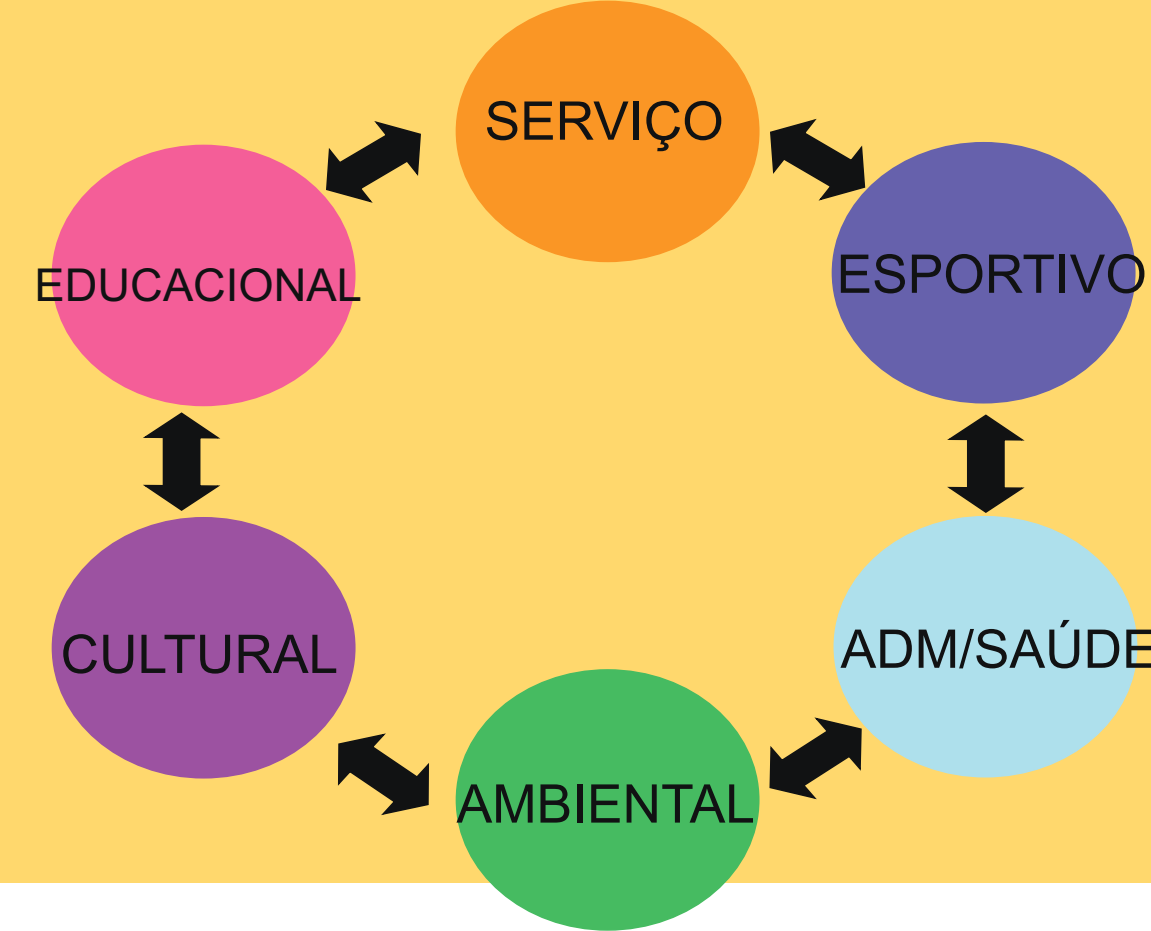 SERVIÇO
ESPORTIVO
EDUCACIONAL
CULTURAL
ADM/SAÚDE
AMBIENTAL